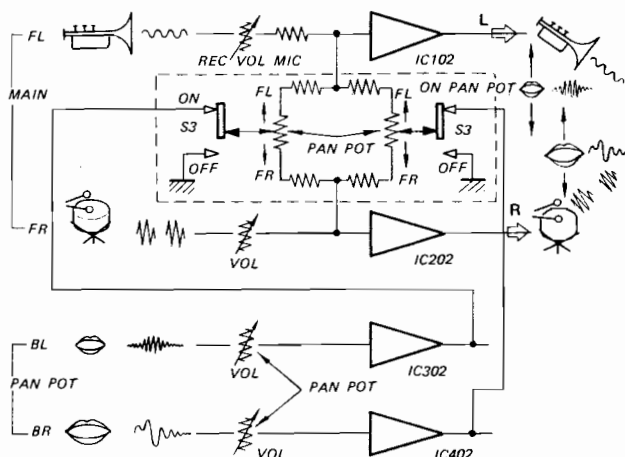 FL
REC VOL MIC
IC102
L
MAIN
ON
FL
FL
ON PAN POT
S3
S3
PAN POT
OFF
FR
FR
OFF
FR
VOL
IC202
R
BL
VOL
IC302
PAN POT
PAN POT
BR
VOL
IC402